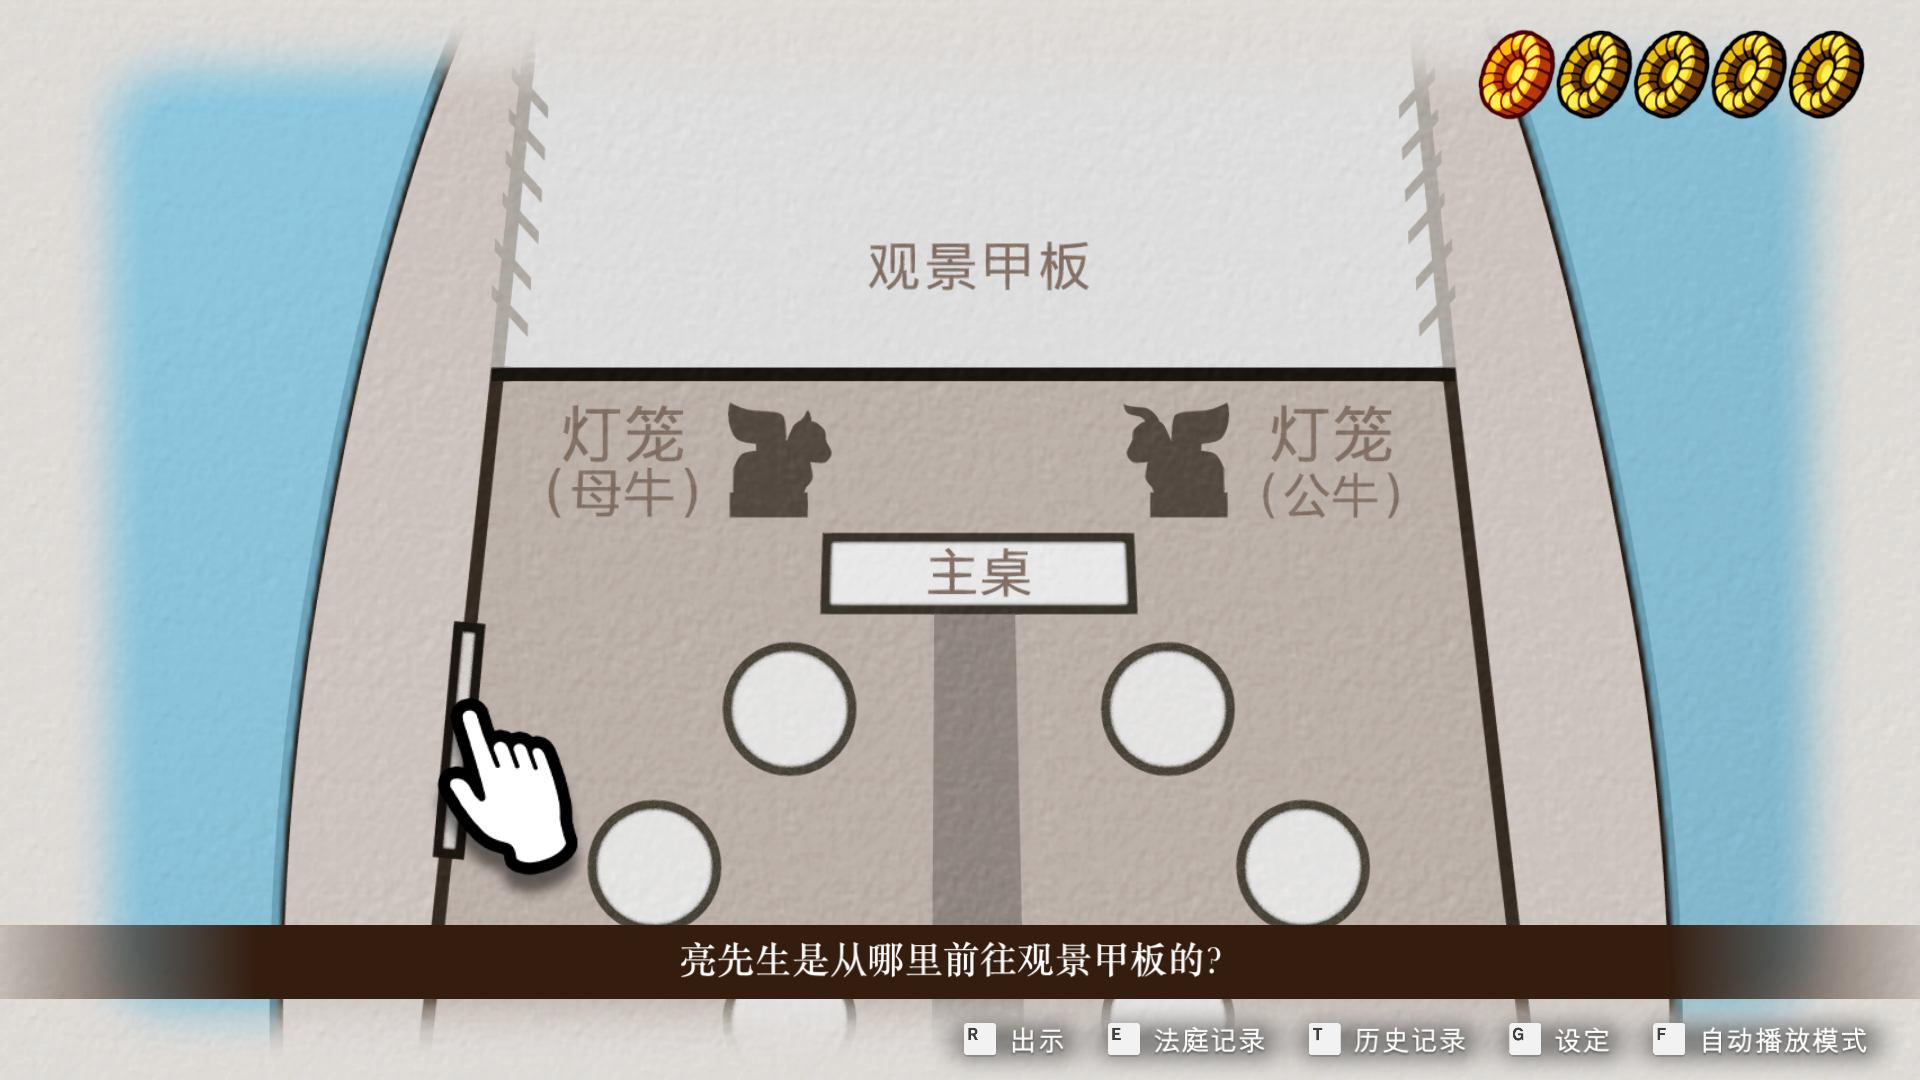 观景甲板
灯笼
(母牛)
灯笼
(公牛)
主桌
亮先生是从哪里前往观景甲板的?
R 出示 E 法庭记录 T 历史记录 G 设定 F 自动播放模式